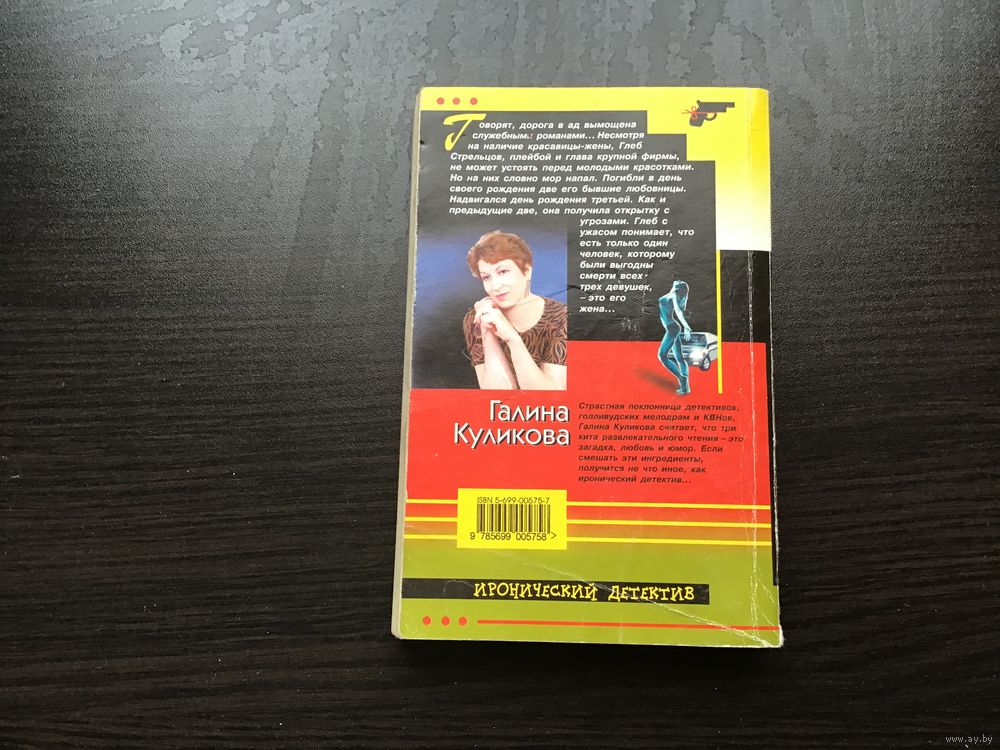 Говорят, дорога в ад вымощена
служебными романами... Несмотря
на наличие красавицы-жены, Глеб
Стрельцов, плейбой и глава крупной фирмы,
не может устоять перед молодыми красотками.
Но на них словно мор напал. Погибли в день
своего рождения две его бывшие любовницы.
Надвигался день рождения третьей. Как и
предыдущие две, она получила открытку с
угрозами. Глеб с
ужасом понимает, что
есть только один
человек, которому
были выгодны
смерти всех
трех девушек,
– это его
жена...
Галина
Куликова
Страстная поклонница детективов,
голливудских мелодрам и КВНов,
Галина Куликова считает, что три
кита развлекательного чтения – это
загадка, любовь и юмор. Если
смешать эти ингредиенты,
получится не что иное, как
иронический детектив...
ISBN 5-699-00575-7
9 785699 005758 >
ИРОНИЧЕСКИЙ ДЕТЕКТИВ
www.ay.by